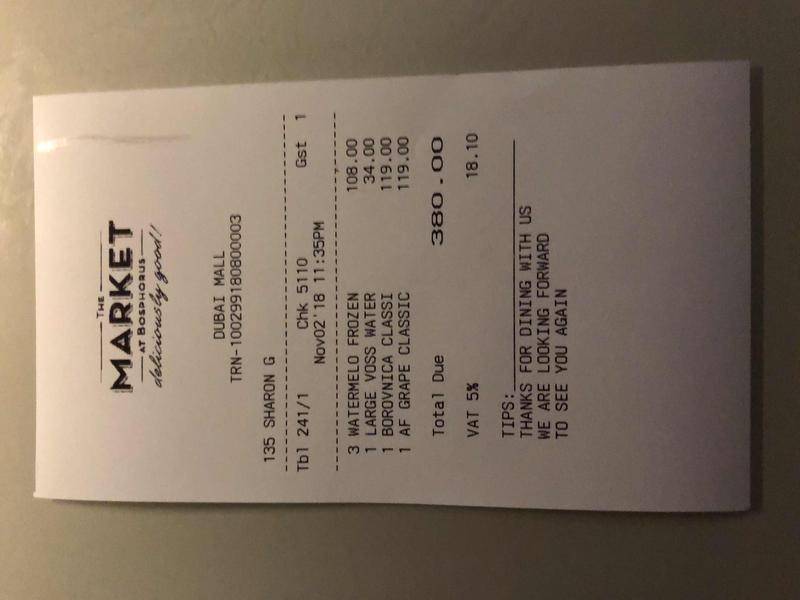 THE
MARKET
AT BOSPHORUS
deliciously good!
DUBAI MALL
TRN-100299180800003
135 SHARON G
Tbl 241/1 Chk 5110 Gst 1
Nov02'18 11:35PM
3 WATERMELO FROZEN 108.00
1 LARGE VOSS WATER 34.00
1 BOROVNICA CLASSI 119.00
1 AF GRAPE CLASSIC 119.00
Total Due 380.00
VAT 5% 18.10
TIPS:
THANKS FOR DINING WITH US
WE ARE LOOKING FORWARD
TO SEE YOU AGAIN